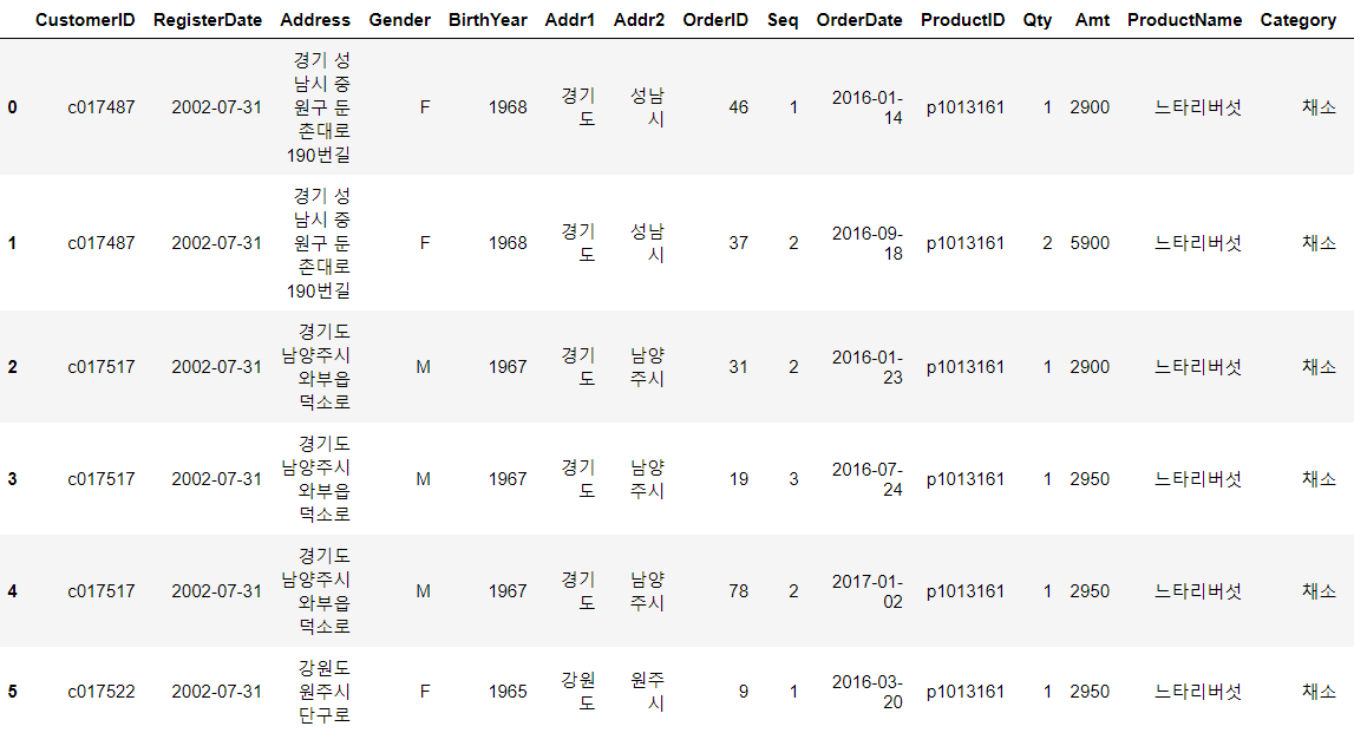 CustomerID RegisterDate Address Gender BirthYear Addr1 Addr2 OrderID Seq OrderDate ProductID Qty Amt ProductName Category
0 c017487 2002-07-31 경기 성남시 중원구 둔촌대로 190번길 F 1968 경기도 성남시 46 1 2016-01-14 p1013161 1 2900 느타리버섯 채소
1 c017487 2002-07-31 경기 성남시 중원구 둔촌대로 190번길 F 1968 경기도 성남시 37 2 2016-09-18 p1013161 2 5900 느타리버섯 채소
2 c017517 2002-07-31 경기도 남양주시 와부읍 덕소로 M 1967 경기도 남양주시 31 2 2016-01-23 p1013161 1 2900 느타리버섯 채소
3 c017517 2002-07-31 경기도 남양주시 와부읍 덕소로 M 1967 경기도 남양주시 19 3 2016-07-24 p1013161 1 2950 느타리버섯 채소
4 c017517 2002-07-31 경기도 남양주시 와부읍 덕소로 M 1967 경기도 남양주시 78 2 2017-01-02 p1013161 1 2950 느타리버섯 채소
5 c017522 2002-07-31 강원도 원주시 단구로 F 1965 강원도 원주시 9 1 2016-03-20 p1013161 1 2950 느타리버섯 채소